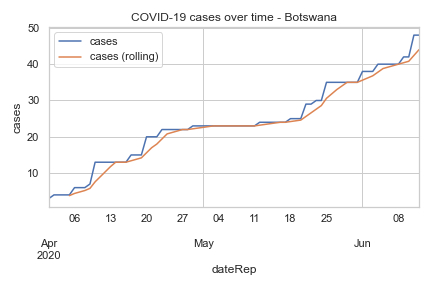 COVID-19 cases over time - Botswana
cases
cases (rolling)
50
40
30
20
10
cases
06 13 20 27 04 11 18 25 08
Apr May Jun
2020
dateRep